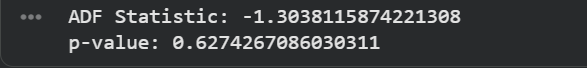 ADF Statistic: -1.3038115874221308
p-value: 0.6274267086030311